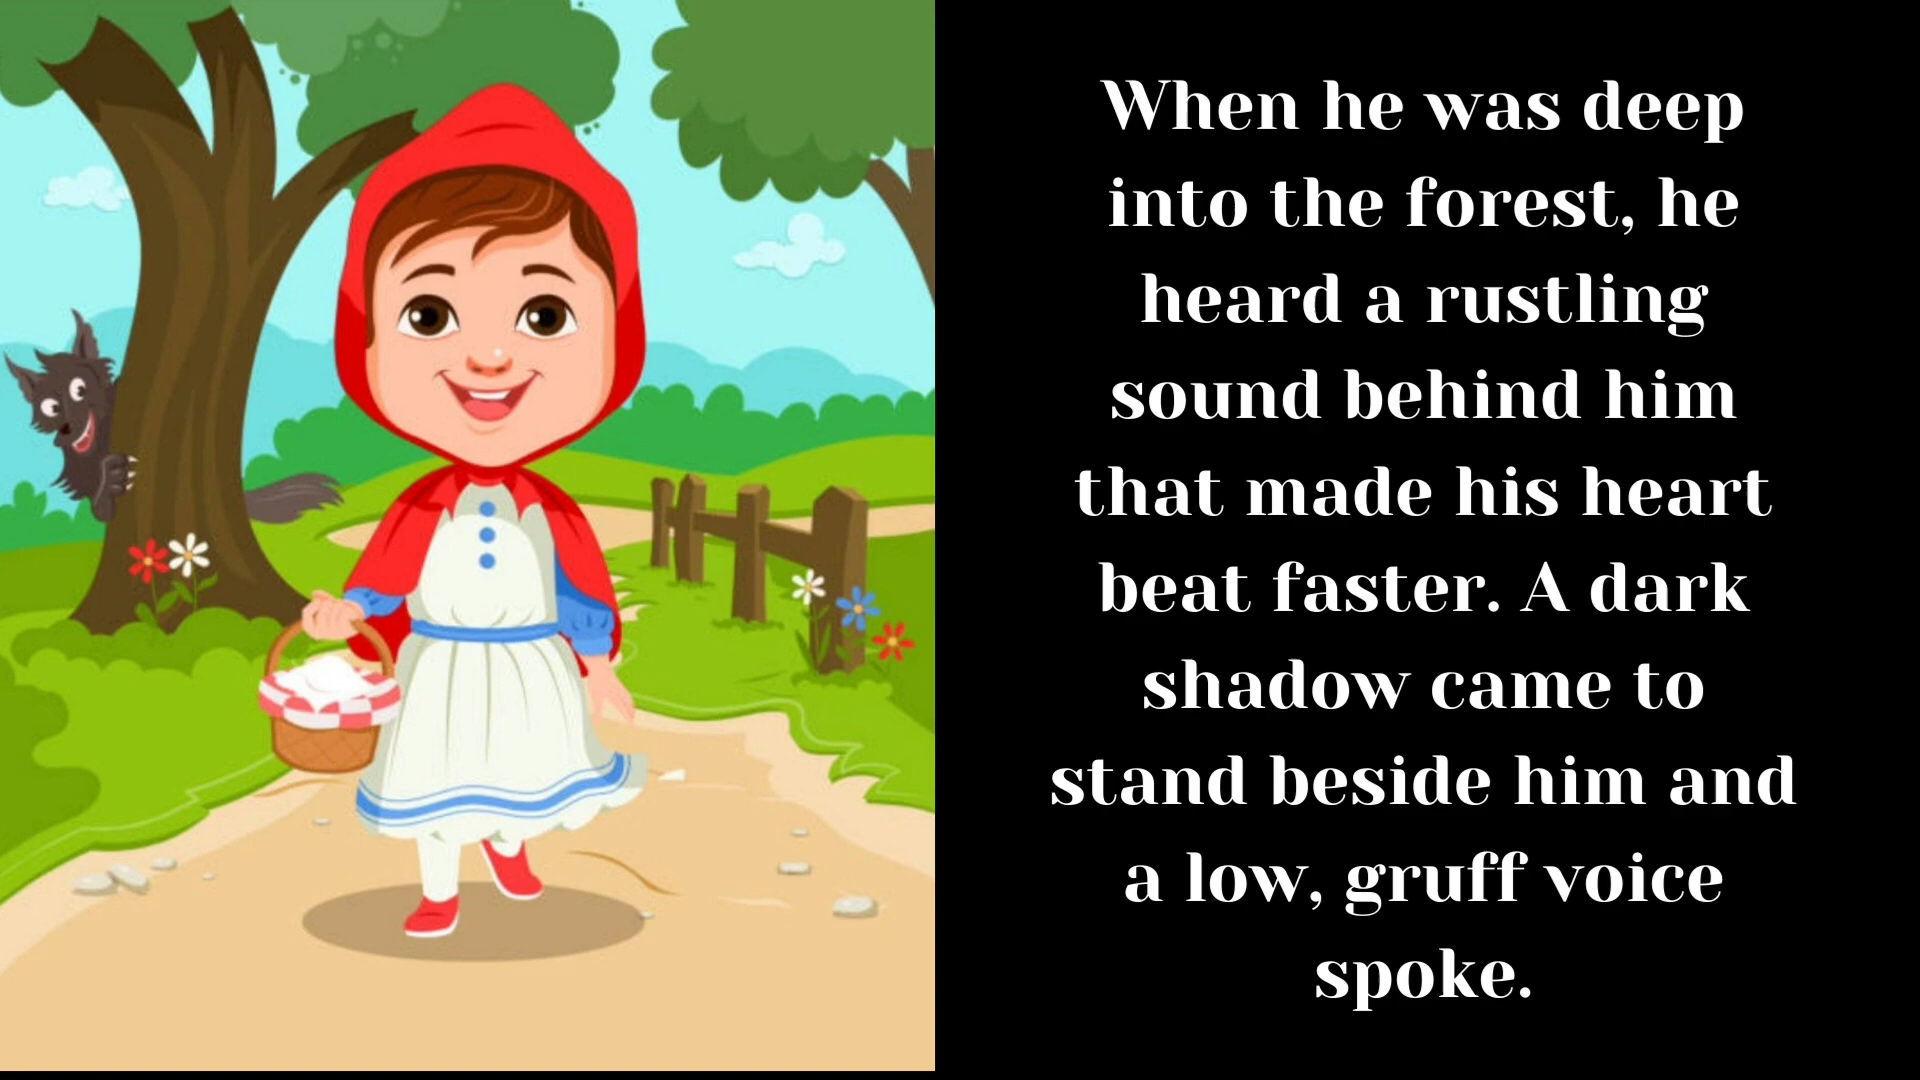 When he was deep
into the forest, he
heard a rustling
sound behind him
that made his heart
beat faster. A dark
shadow came to
stand beside him and
a low, gruff voice
spoke.